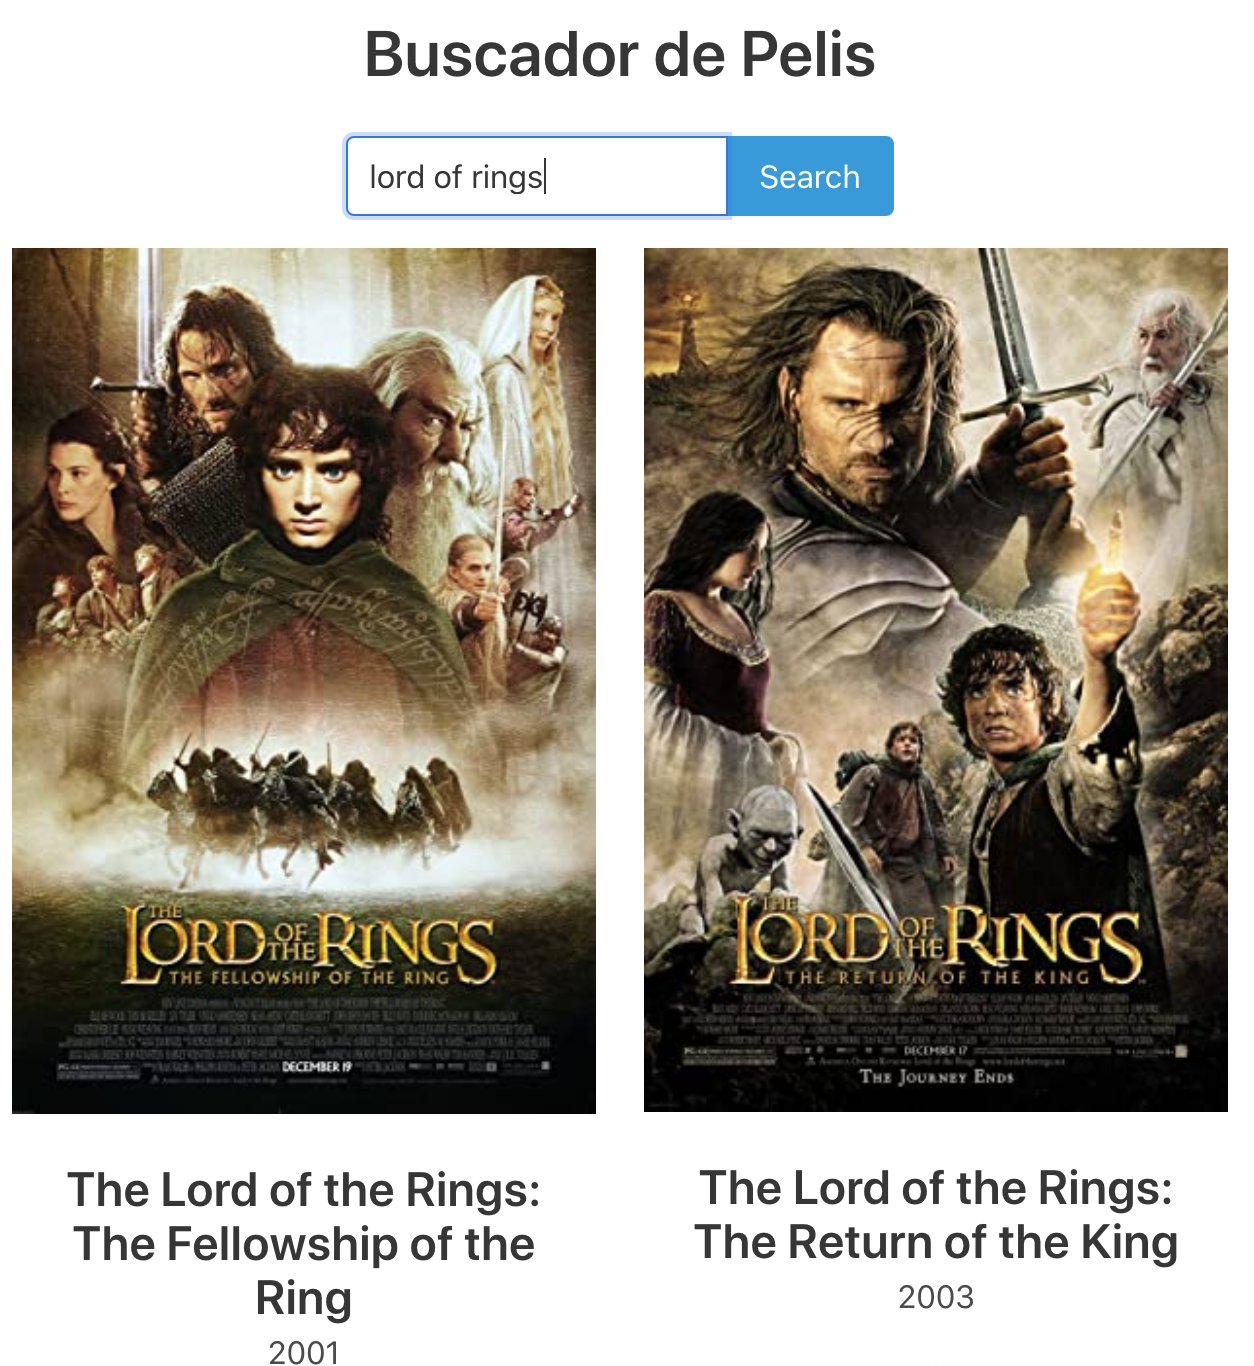 Buscador de Pelis
lord of rings
Search
THE
LORD OF THE RINGS
THE FELLOWSHIP OF THE RING
DECEMBER 19
THE
LORD OF THE RINGS
THE RETURN OF THE KING
DECEMBER 17
THE JOURNEY ENDS
The Lord of the Rings:
The Fellowship of the
Ring
2001
The Lord of the Rings:
The Return of the King
2003